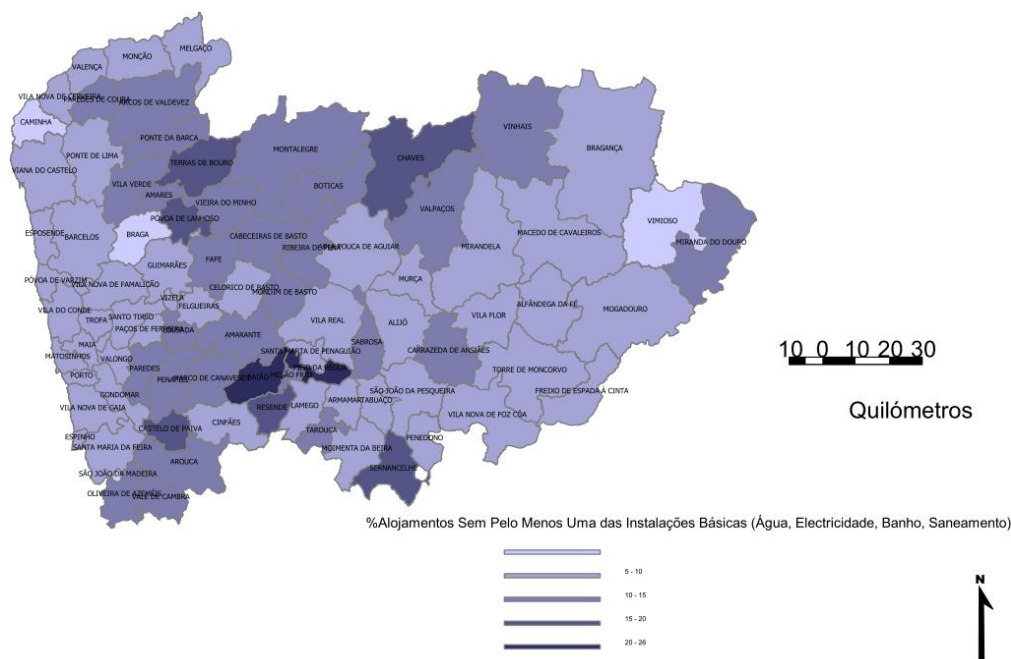 MELGAÇO
MONÇÃO
VALENÇA
VILA NOVA DE CERVEIRA
PAREDES DE COURA
ARCOS DE VALDEVEZ
CAMINHA
VINHAIS
PONTE DA BARCA
MONTALEGRE
BRAGANÇA
PONTE DE LIMA
CHAVES
TERRAS DE BOURO
VIANA DO CASTELO
VILA VERDE
BOTICAS
AMARES
VIEIRA DO MINHO
VALPAÇOS
PÓVOA DE LANHOSO
VIMIOSO
ESPOSENDE
BARCELOS
BRAGA
CABECEIRAS DE BASTO
MACEDO DE CAVALEIROS
MIRANDA DO DOURO
RIBEIRA DE PENA
VILA POUCA DE AGUIAR
MIRANDELA
FAFE
GUIMARÃES
MURÇA
PÓVOA DE VARZIM
VILA NOVA DE FAMALICÃO
CELORICO DE BASTO
MONDIM DE BASTO
VIZELA
FELGUEIRAS
ALFÂNDEGA DA FÉ
MOGADOURO
VILA DO CONDE
SANTO TIRSO
TROFA
VILA REAL
ALIJÓ
VILA FLOR
PAÇOS DE FERREIRA
LOUSADA
AMARANTE
MAIA
SABROSA
MATOSINHOS
VALONGO
SANTA MARTA DE PENAGUIÃO
CARRAZEDA DE ANSIÃES
PAREDES
PESO DA RÉGUA
PORTO
PENAFIEL
MARCO DE CANAVESES
BAIÃO
MESÃO FRIO
TORRE DE MONCORVO
GONDOMAR
SÃO JOÃO DA PESQUEIRA
FREIXO DE ESPADA À CINTA
VILA NOVA DE GAIA
RESENDE
LAMEGO
ARMAMAR
TABUAÇO
VILA NOVA DE FOZ CÔA
CINFÃES
CASTELO DE PAIVA
TAROUCA
ESPINHO
PENEDONO
SANTA MARIA DA FEIRA
MOIMENTA DA BEIRA
AROUCA
SERNANCELHE
SÃO JOÃO DA MADEIRA
OLIVEIRA DE AZEMÉIS
VALE DE CAMBRA
10 0 10 20 30
Quilómetros
%Alojamentos Sem Pelo Menos Uma das Instalações Básicas (Água, Electricidade, Banho, Saneamento)
5 - 10
10 - 15
15 - 20
20 - 26
N